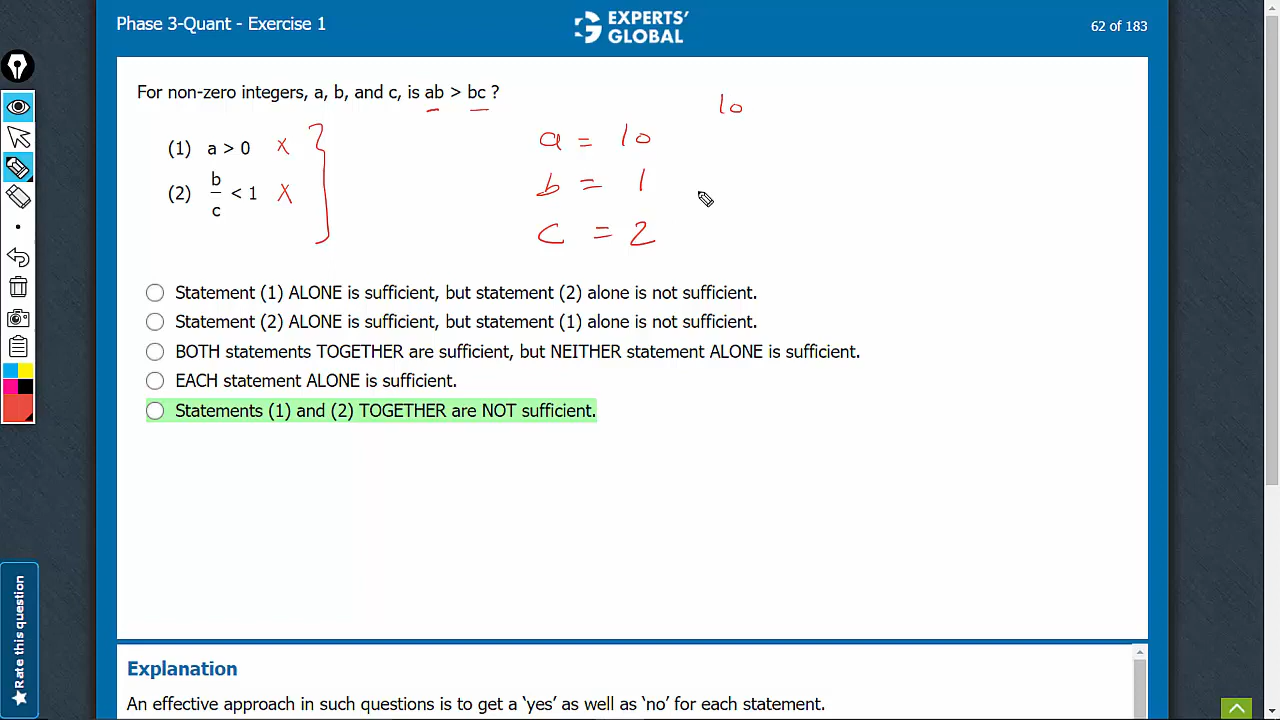 Phase 3-Quant - Exercise 1
EXPERTS'
GLOBAL
62 of 183
For non-zero integers, a, b, and c, is ab > bc ?
10
(1) a > 0 x
a = 10
(2) b/c < 1 x
b = 1
c = 2
Statement (1) ALONE is sufficient, but statement (2) alone is not sufficient.
Statement (2) ALONE is sufficient, but statement (1) alone is not sufficient.
BOTH statements TOGETHER are sufficient, but NEITHER statement ALONE is sufficient.
EACH statement ALONE is sufficient.
Statements (1) and (2) TOGETHER are NOT sufficient.
Rate this question
Explanation
An effective approach in such questions is to get a ‘yes’ as well as ‘no’ for each statement.